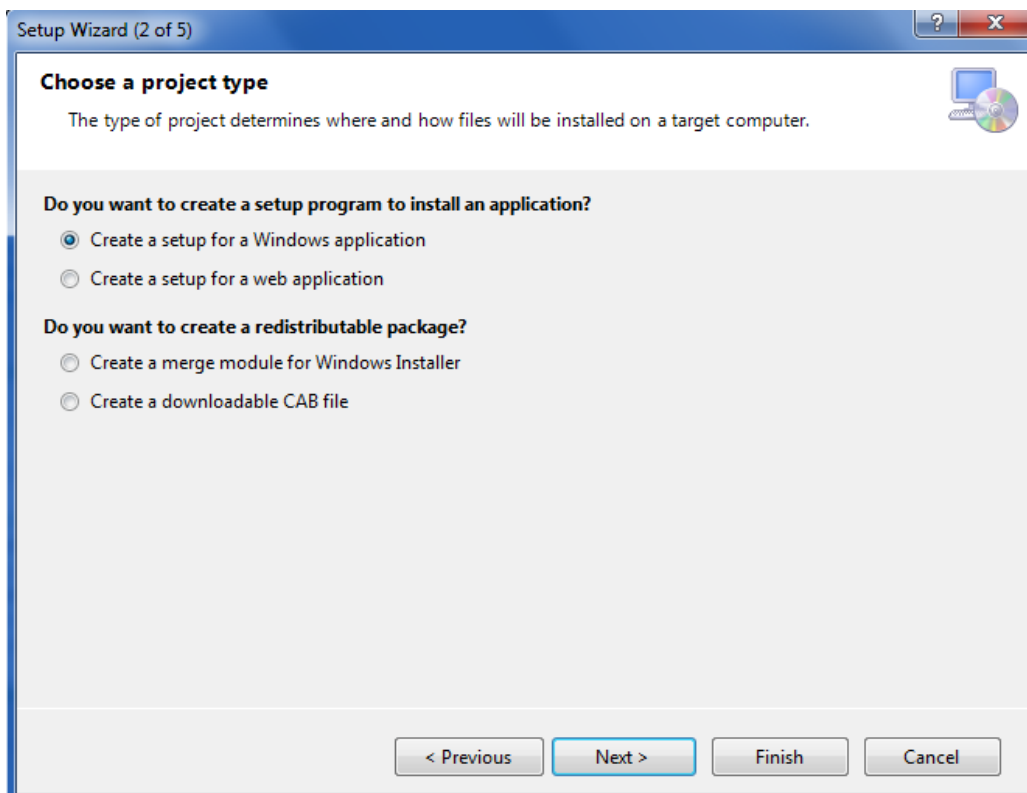 Setup Wizard (2 of 5)
?
Choose a project type
The type of project determines where and how files will be installed on a target computer.
Do you want to create a setup program to install an application?
Create a setup for a Windows application
Create a setup for a web application
Do you want to create a redistributable package?
Create a merge module for Windows Installer
Create a downloadable CAB file
< Previous Next > Finish Cancel